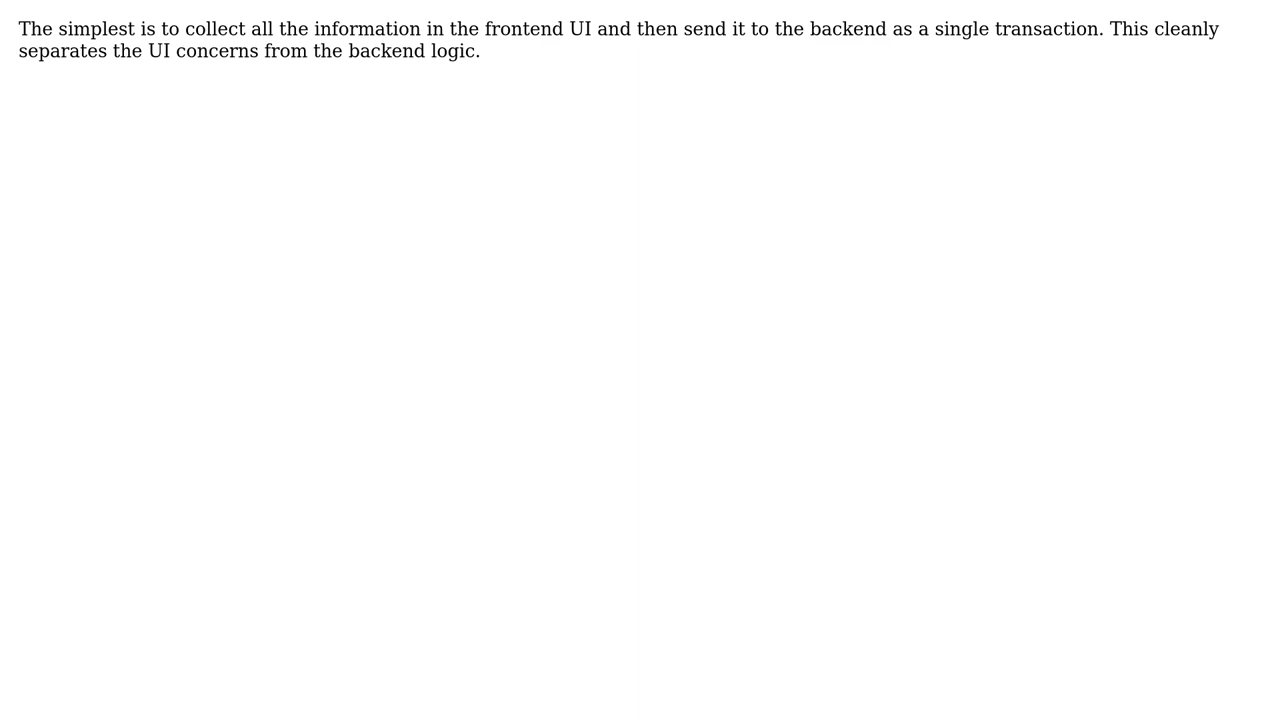 The simplest is to collect all the information in the frontend UI and then send it to the backend as a single transaction. This cleanly
separates the UI concerns from the backend logic.